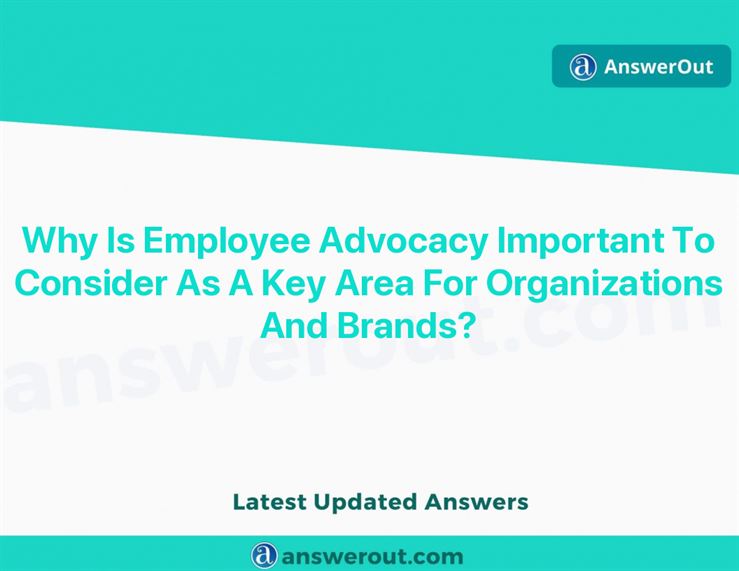 AnswerOut
Why Is Employee Advocacy Important To
Consider As A Key Area For Organizations
And Brands?
answerout.com
Latest Updated Answers
answerout.com